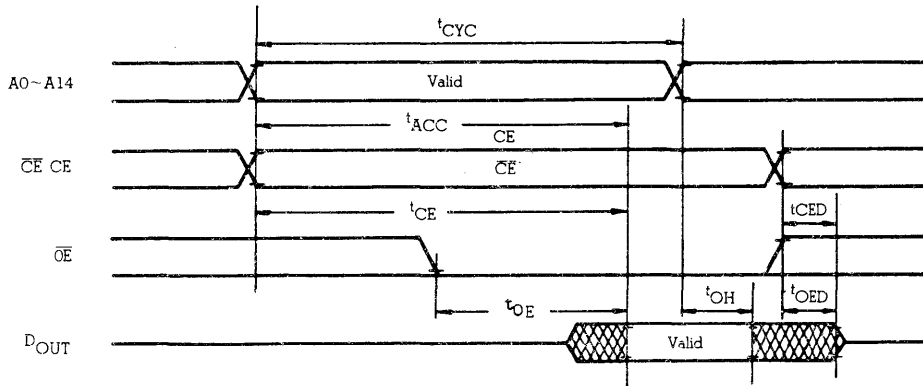 tCYC
A0~A14
Valid
tACC
CE
CE CE
CE
tCE
tCED
OE
tOE
tOH
tOED
DOUT
Valid